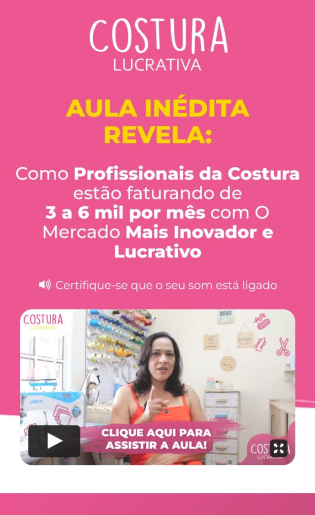 COSTURA
LUCRATIVA
AULA INÉDITA
REVELA:
Como Profissionais da Costura
estão faturando de
3 a 6 mil por mês com O
Mercado Mais Inovador e
Lucrativo
Certifique-se que o seu som está ligado
COSTURA
LUCRATIVA
CLIQUE AQUI PARA
ASSISTIR A AULA!
LUCRATIVA